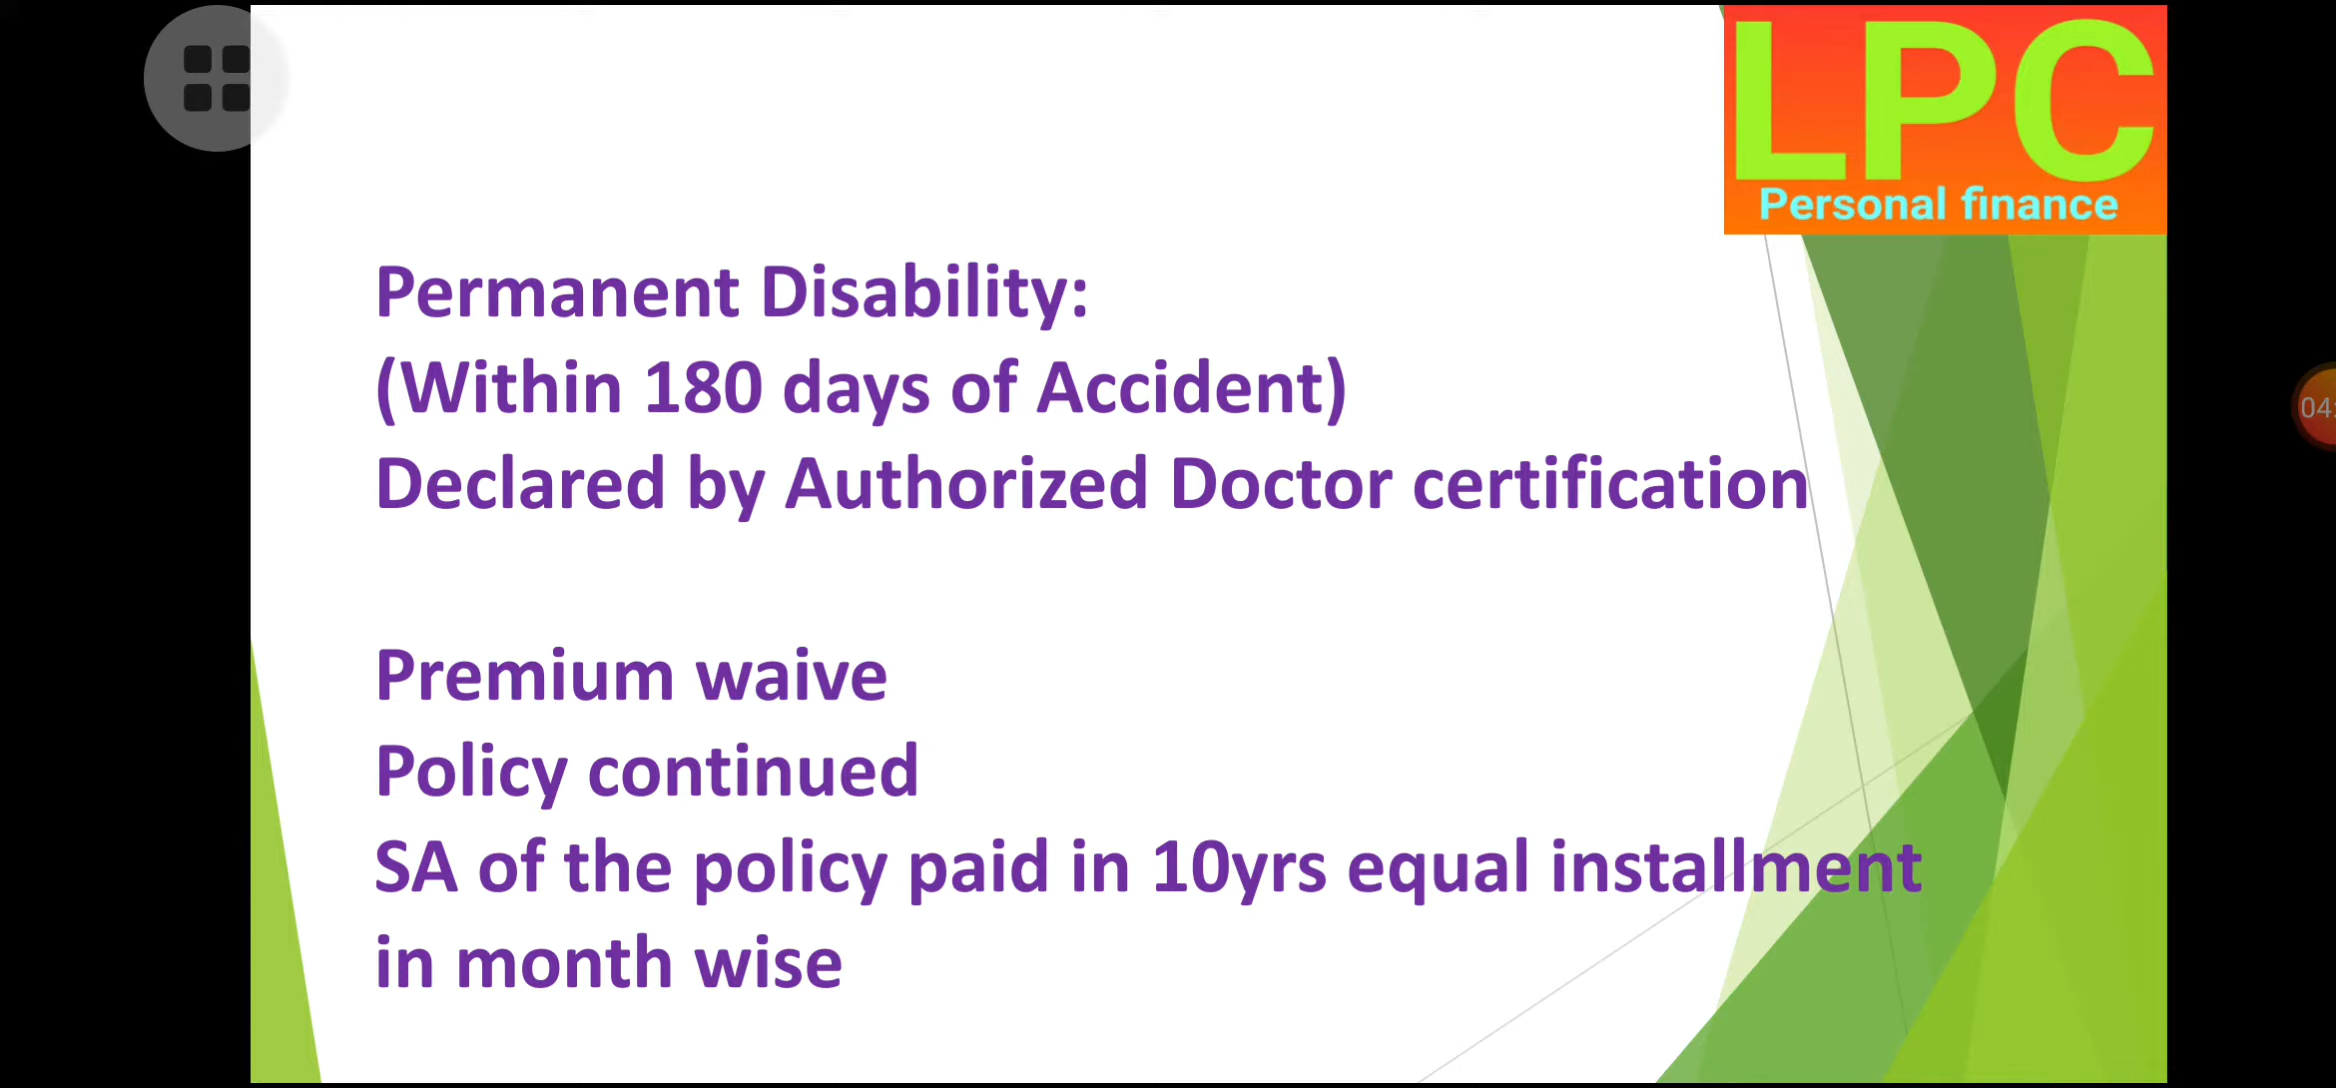 LPC
Personal finance
Permanent Disability:
(Within 180 days of Accident)
Declared by Authorized Doctor certification
Premium waive
Policy continued
SA of the policy paid in 10yrs equal installment
in month wise
04: